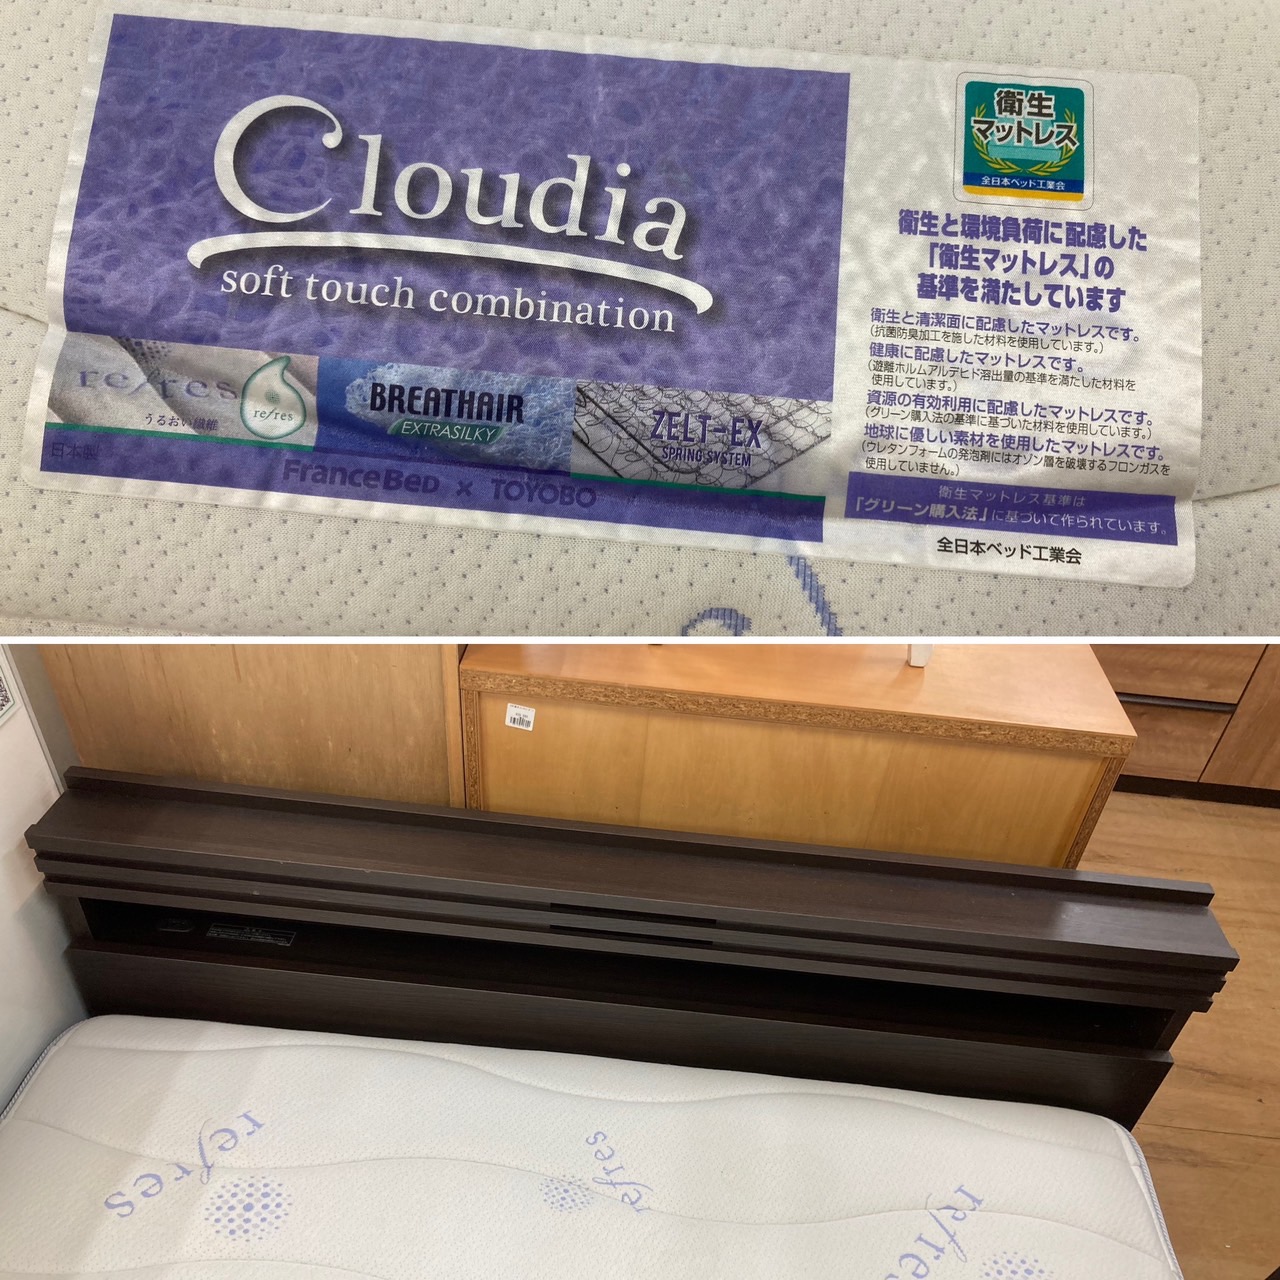 Cloudia
soft touch combination
refres
うるおい繊維
re/res
BREATHAIR
EXTRASILKY
ZELT-EX
SPRING SYSTEM
日本製
FranceBeD × TOYOBO
衛生
マットレス
全日本ベッド工業会
衛生と環境負荷に配慮した
「衛生マットレス」の
基準を満たしています
衛生と清潔面に配慮したマットレスです。
(抗菌防臭加工を施した材料を使用しています。)
健康に配慮したマットレスです。
(遊離ホルムアルデヒド溶出量の基準を満たした材料を
使用しています。)
資源の有効利用に配慮したマットレスです。
(グリーン購入法の基準に基づいた材料を使用しています。)
地球に優しい素材を使用したマットレスです。
(ウレタンフォームの発泡剤にはオゾン層を破壊するフロンガスを
使用していません。)
衛生マットレス基準は
「グリーン購入法」に基づいて作られています。
全日本ベッド工業会
refres
refres
refres